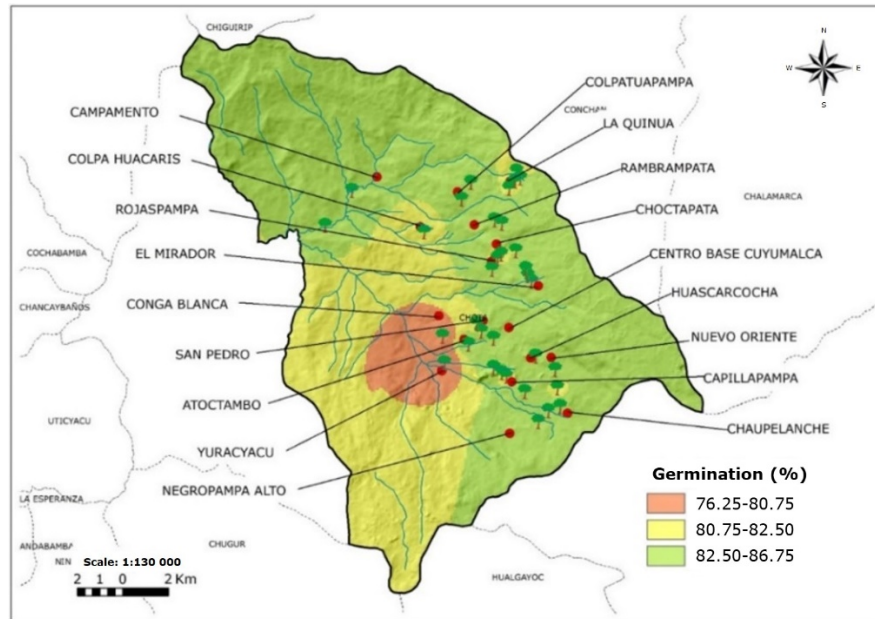 CHIGUIRIP
N
W E
S
COLPATUAPAMPA
CAMPAMENTO
LA QUINUA
COLPA HUACARIS
RAMBRAMPATA
CHALAMARCA
ROJASPAMPA
CHOCTAPATA
COCHABAMBA
EL MIRADOR
CENTRO BASE CUYUMALCA
CHANCAYBAÑOS
CONGA BLANCA
HUASCARCOCHA
NUEVO ORIENTE
SAN PEDRO
CAPILLAPAMPA
ATOCTAMBO
UTICYACU
CHAUPELANCHE
YURACYACU
Germination (%)
NEGROPAMPA ALTO
76.25-80.75
LA ESPERANZA
80.75-82.50
CHUGUR
ANDABAMBA
82.50-86.75
NIN
Scale: 1:130 000
HUALGAYOC
2 1 0 2 Km